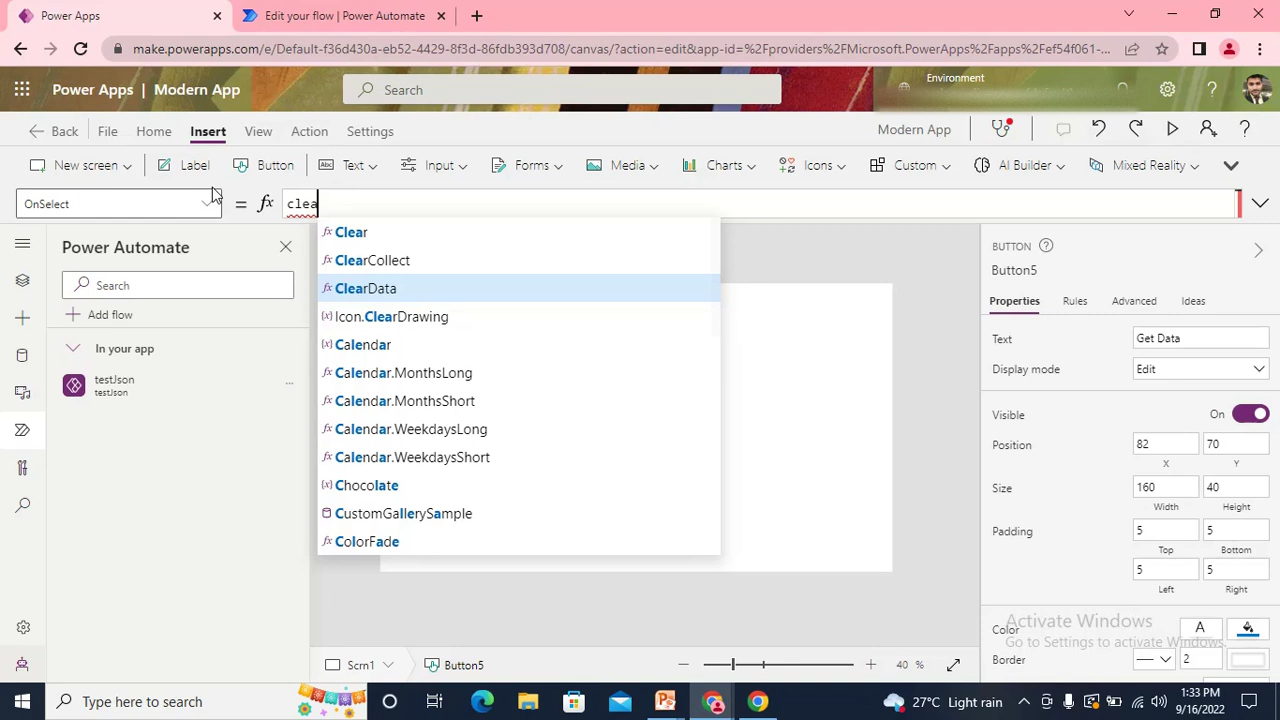 Power Apps
Edit your flow | Power Automate
make.powerapps.com/e/Default-f36d430a-eb52-4429-8f3d-86fdeb93d708/canvas/?action=edit&app-id=%2Fproviders%2FMicrosoft.PowerApps%2Fapps%2Fef54f061-...
Power Apps | Modern App
Search
Environment
Back
File
Home
Insert
View
Action
Settings
Modern App
New screen
Label
Button
Text
Input
Forms
Media
Charts
Icons
Custom
AI Builder
Mixed Reality
OnSelect
= fx clea
Power Automate
Search
Add flow
In your app
testJson
testJson
Clear
ClearCollect
ClearData
Icon.ClearDrawing
Calendar
Calendar.MonthsLong
Calendar.MonthsShort
Calendar.WeekdaysLong
Calendar.WeekdaysShort
Chocolate
CustomGallerySample
ColorFade
BUTTON
Button5
Properties
Rules
Advanced
Ideas
Text
Get Data
Display mode
Edit
Visible
On
Position
82
70
X
Y
Size
160
40
Width
Height
Padding
5
5
Top
Bottom
5
5
Left
Right
Color
A
Border
2
Activate Windows
Go to Settings to activate Windows.
Scrn1
Button5
40 %
Type here to search
27°C Light rain
1:33 PM
9/16/2022